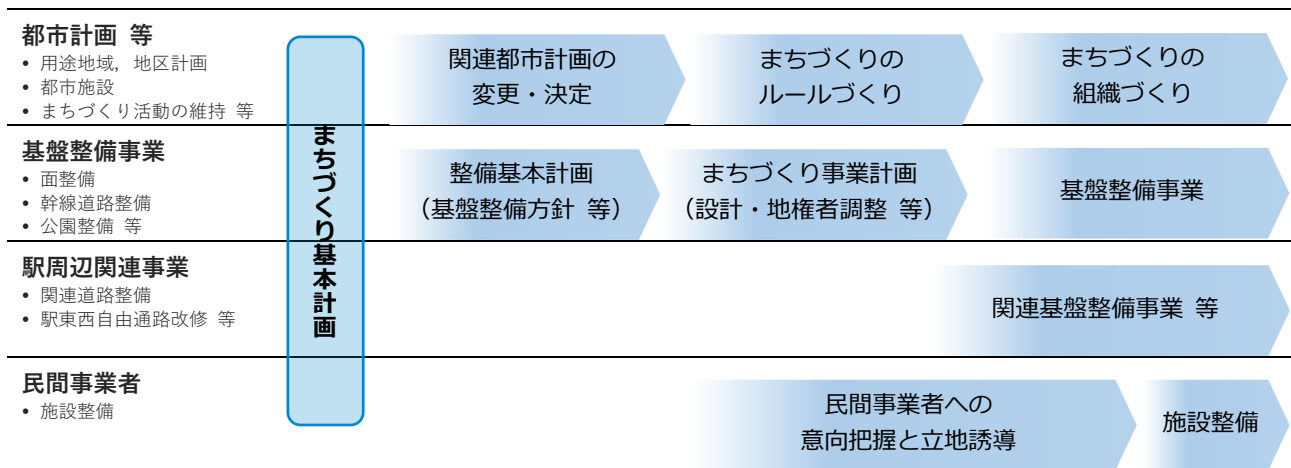 都市計画 等
• 用途地域，地区計画
• 都市施設
• まちづくり活動の維持 等
まちづくり基本計画
関連都市計画の
変更・決定
まちづくりの
ルールづくり
まちづくりの
組織づくり
基盤整備事業
• 面整備
• 幹線道路整備
• 公園整備 等
整備基本計画
（基盤整備方針 等）
まちづくり事業計画
（設計・地権者調整 等）
基盤整備事業
駅周辺関連事業
• 関連道路整備
• 駅東西自由通路改修 等
関連基盤整備事業 等
民間事業者
• 施設整備
民間事業者への
意向把握と立地誘導
施設整備